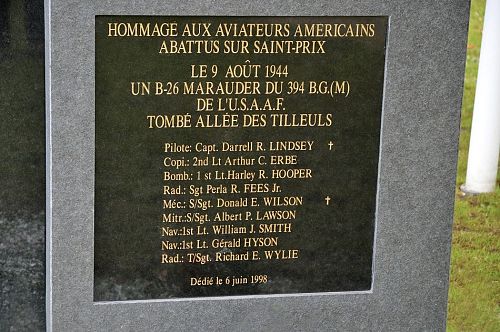 HOMMAGE AUX AVIATEURS AMERICAINS
ABATTUS SUR SAINT-PRIX
LE 9 AOÛT 1944
UN B-26 MARAUDER DU 394 B.G.(M)
DE L'U.S.A.A.F.
TOMBÉ ALLÉE DES TILLEULS
Pilote: Capt. Darrell R. LINDSEY †
Copi.: 2nd Lt Arthur C. ERBE
Bomb.: 1 st Lt.Harley R. HOOPER
Rad.: Sgt Perla R. FEES Jr.
Méc.: S/Sgt. Donald E. WILSON †
Mitr.:S/Sgt. Albert P. LAWSON
Nav.:1st Lt. William J. SMITH
Nav.:1st Lt. Gérald HYSON
Rad.: T/Sgt. Richard E. WYLIE
Dédié le 6 juin 1998